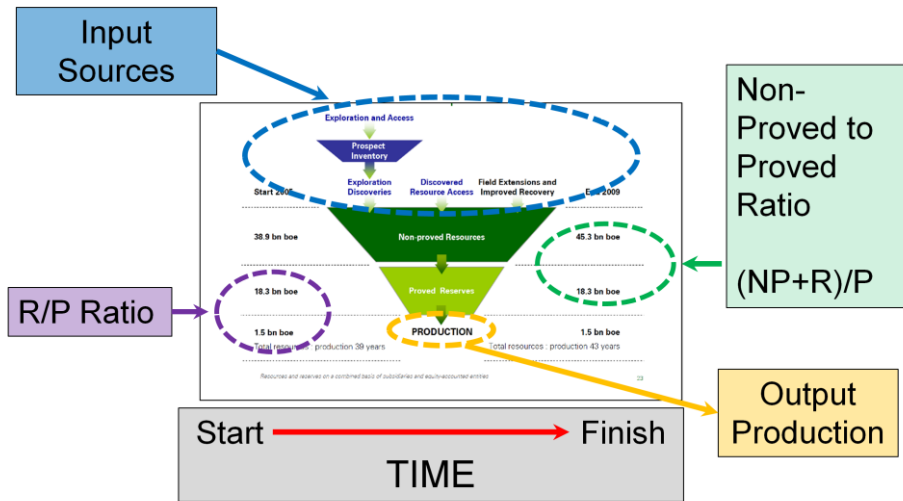 Input
Sources
Non-
Proved to
Proved
Ratio
(NP+R)/P
Exploration and Access
Prospect
Inventory
Start
Exploration
Discoveries
Discovered
Resource Access
Field Extensions and
Improved Recovery
2009
38.9 bn boe
Non-proved Resources
45.3 bn boe
R/P Ratio
18.3 bn boe
Proved Reserves
18.3 bn boe
1.5 bn boe
PRODUCTION
1.5 bn boe
Total resources : production 39 years
Total resources : production 43 years
Resources and reserves on a combined basis of subsidiaries and equity-accounted entities
23
Output
Production
Start
Finish
TIME